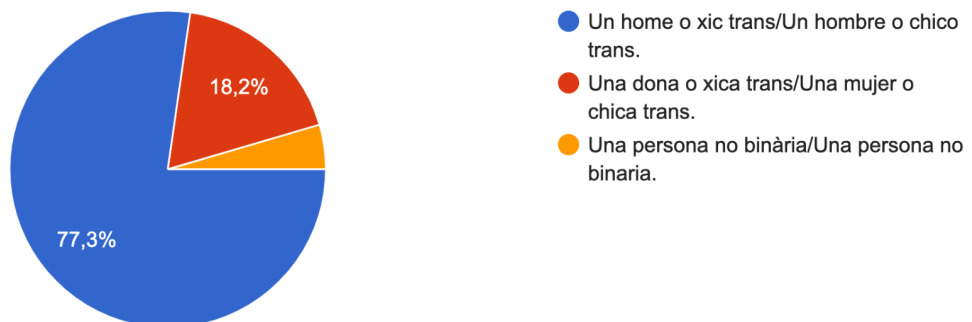 18,2%
77,3%
Un home o xic trans/Un hombre o chico
trans.
Una dona o xica trans/Una mujer o
chica trans.
Una persona no binària/Una persona no
binaria.